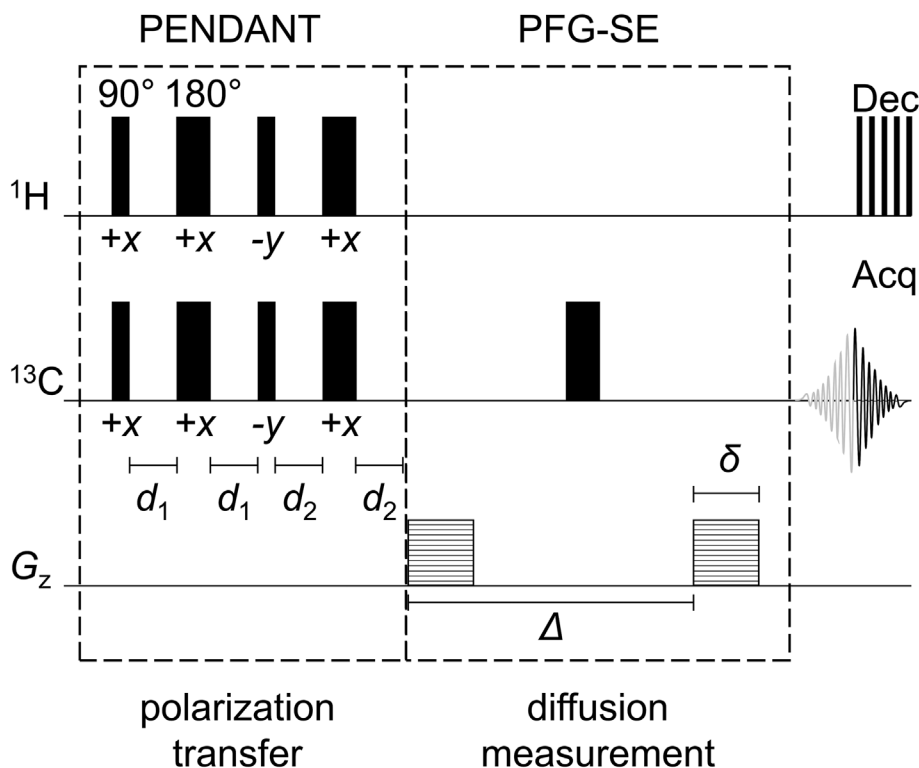 PENDANT PFG-SE
90° 180° Dec
¹H
+x +x -y +x
Acq
¹³C
+x +x -y +x
d₁ d₁ d₂ d₂ δ
G_z
Δ
polarization transfer
diffusion measurement